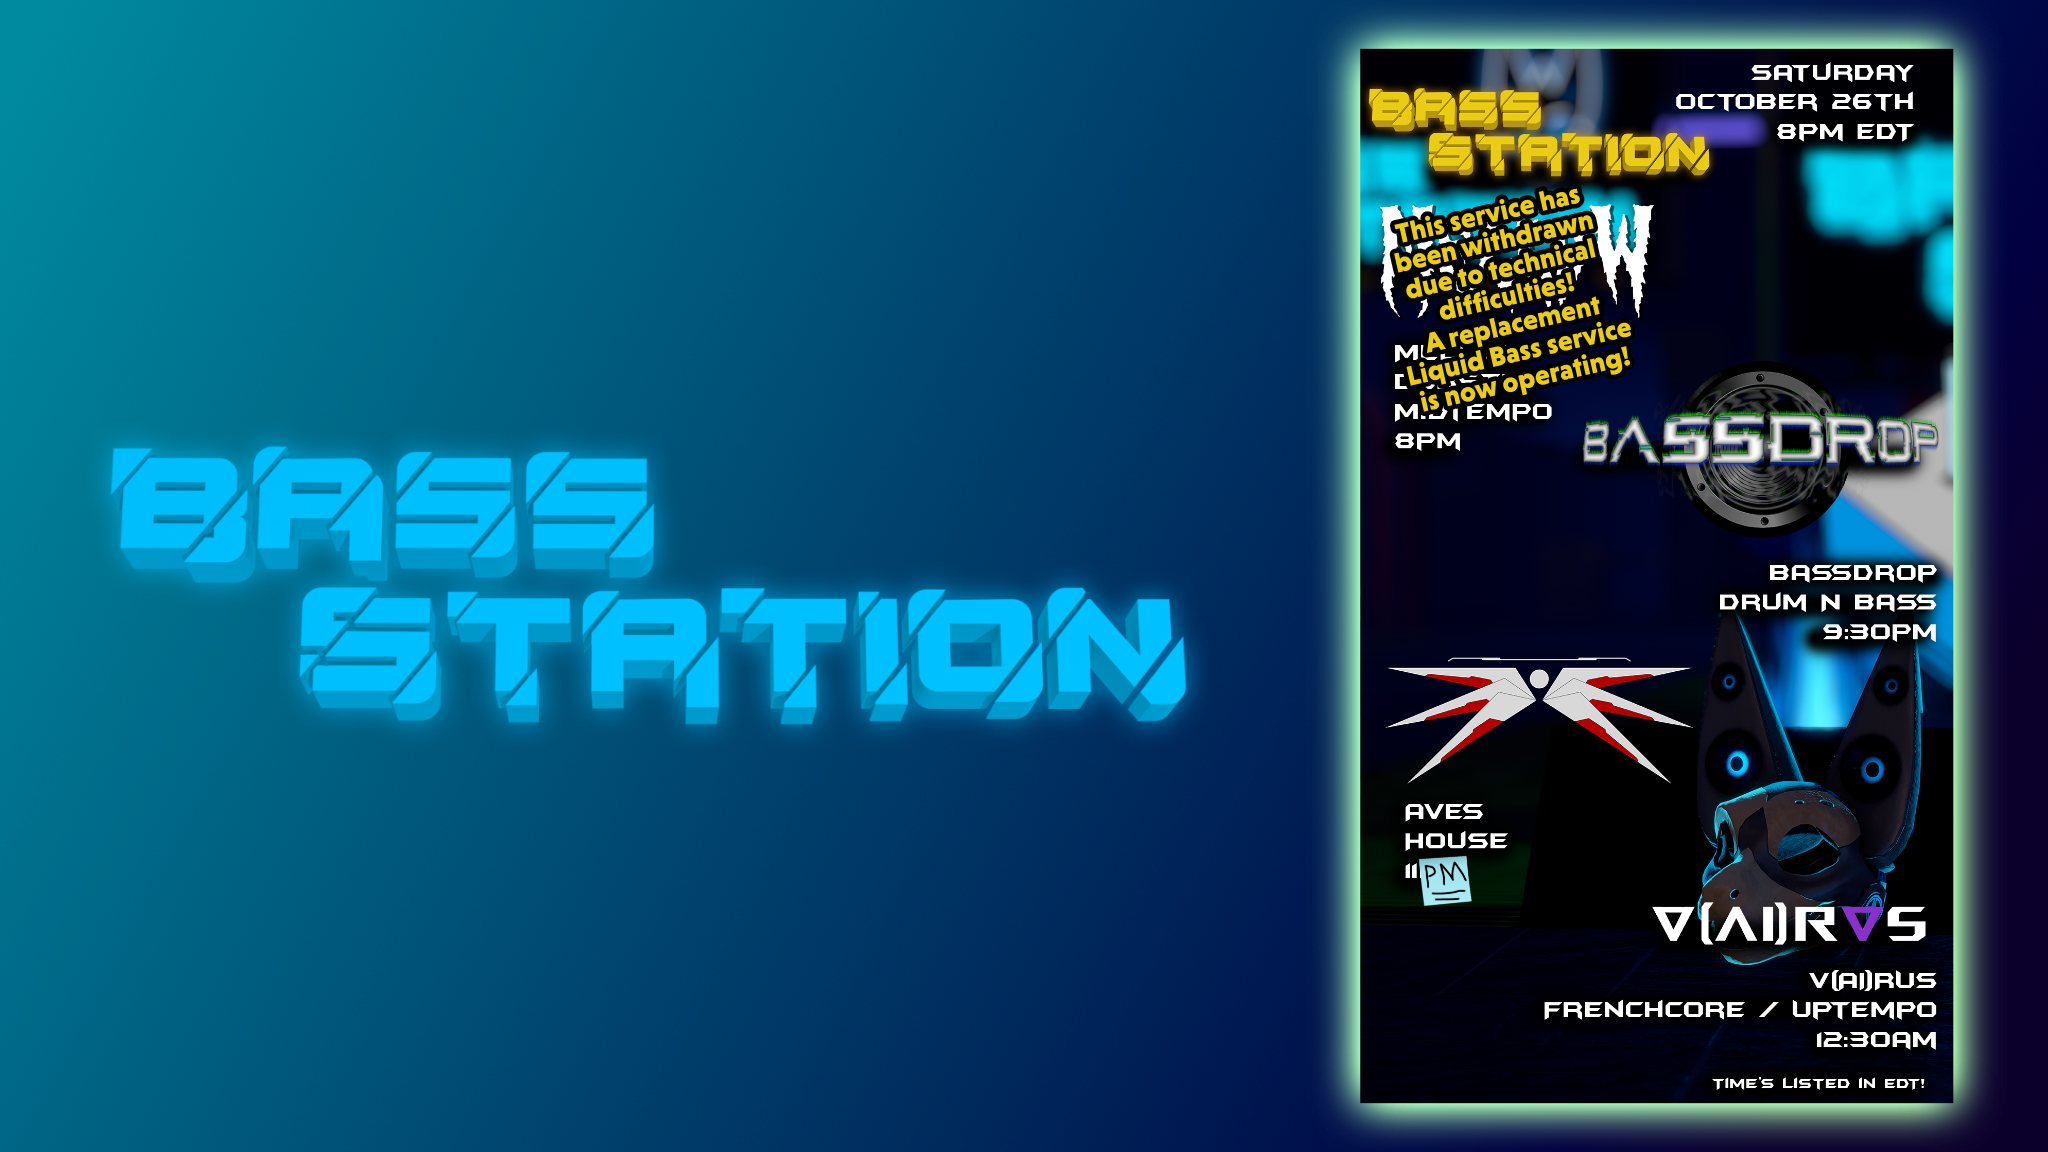 BASS
STATION
BASS
STATION
SATURDAY
OCTOBER 26TH
8PM EDT
This service has
been withdrawn
due to technical
difficulties!
A replacement
Liquid Bass service
is now operating!
MIDTEMPO
8PM
BASSDROP
BASSDROP
DRUM N BASS
9:30PM
AVES
HOUSE
11 PM
V(AI)RUS
V(AI)RUS
FRENCHCORE / UPTEMPO
12:30AM
TIME'S LISTED IN EDT!